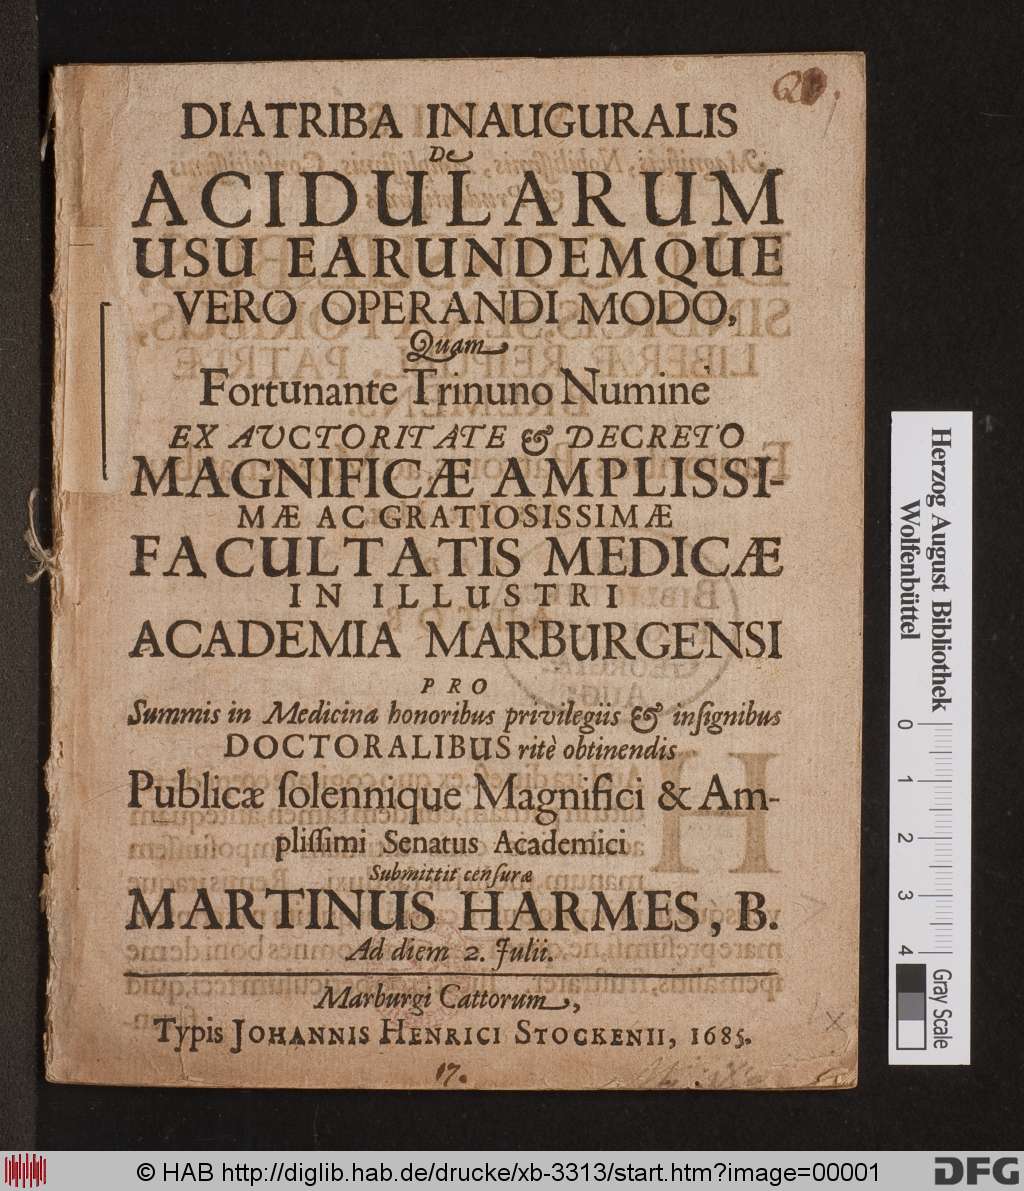 DIATRIBA INAUGURALIS
De
ACIDULARUM
USU EARUNDEMQUE
VERO OPERANDI MODO,
Quam
Fortunante Trinuno Numine
EX AUCTORITATE & DECRETO
MAGNIFICÆ AMPLISSI-
MÆ AC GRATIOSISSIMÆ
FACULTATIS MEDICÆ
IN ILLUSTRI
ACADEMIA MARBURGENSI
PRO
Summis in Medicina honoribus privilegiis & inſignibus
DOCTORALIBUS ritè obtinendis
Publicæ ſolennique Magnifici & Am-
pliſſimi Senatus Academici
Submittit cenſuræ
MARTINUS HARMES, B.
Ad diem 2. Julii.
Marburgi Cattorum,
Typis JOHANNIS HENRICI STOCKENII, 1685.
17.
Herzog August Bibliothek
Wolfenbüttel
0 1 2 3 4
Gray Scale
© HAB http://diglib.hab.de/drucke/xb-3313/start.htm?image=00001
DFG